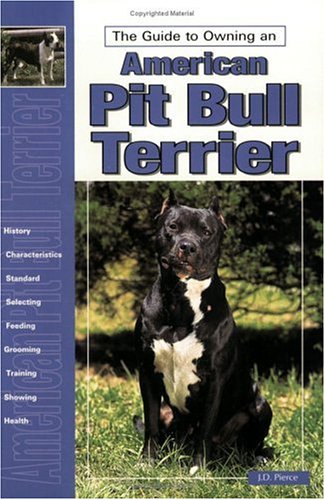 Copyrighted Material
The Guide to Owning an
American
Pit Bull
Terrier
American Pit Bull Terrier
History
Characteristics
Standard
Selecting
Feeding
Grooming
Training
Showing
Health
J.D. Pierce